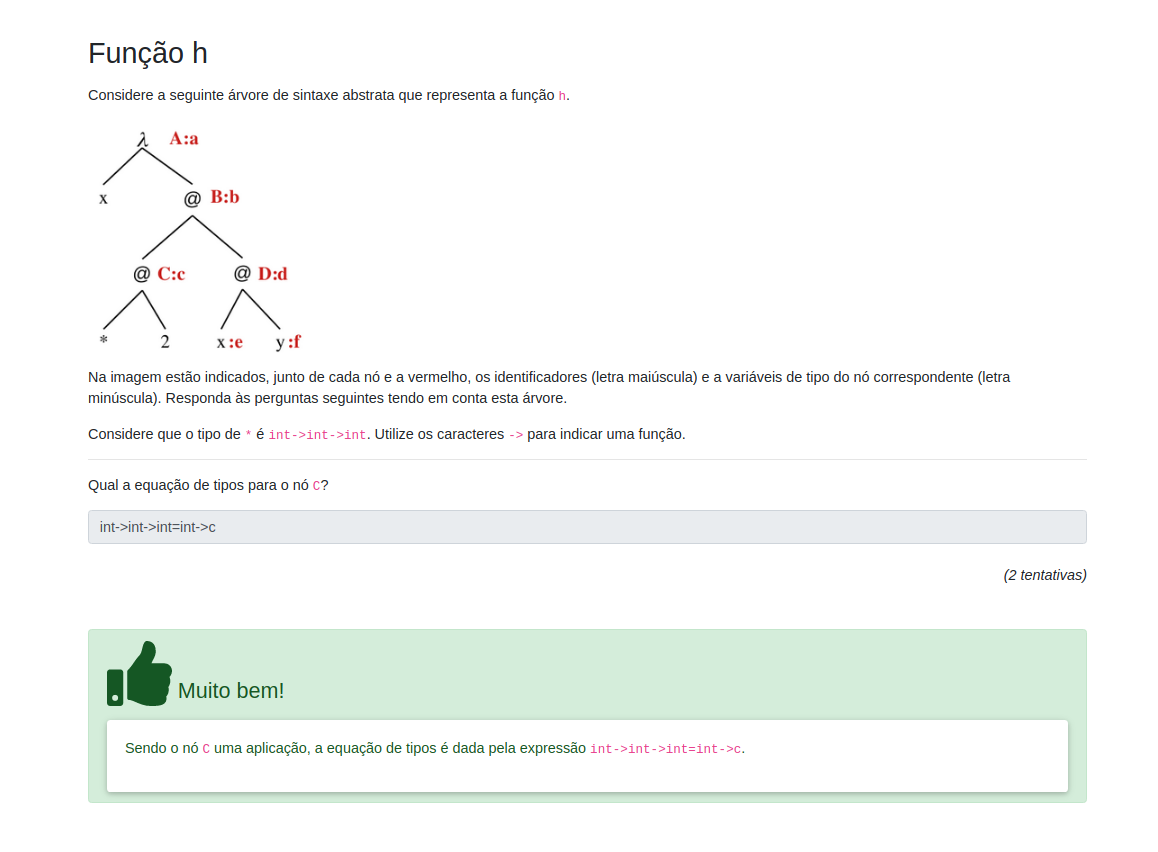 Função h
Considere a seguinte árvore de sintaxe abstrata que representa a função h.
λ A:a
x @ B:b
@ C:c @ D:d
* 2 x:e y:f
Na imagem estão indicados, junto de cada nó e a vermelho, os identificadores (letra maiúscula) e a variáveis de tipo do nó correspondente (letra
minúscula). Responda às perguntas seguintes tendo em conta esta árvore.
Considere que o tipo de * é int->int->int. Utilize os caracteres -> para indicar uma função.
Qual a equação de tipos para o nó C?
int->int->int=int->c
(2 tentativas)
Muito bem!
Sendo o nó C uma aplicação, a equação de tipos é dada pela expressão int->int->int=int->c.